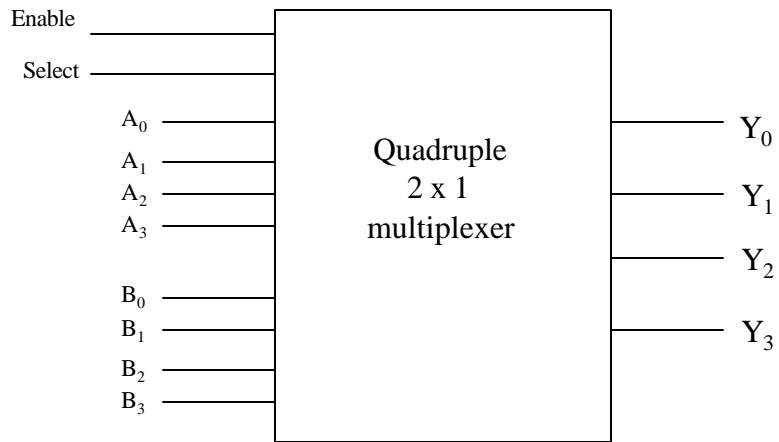 Enable
Select
A₀
A₁
A₂
A₃
B₀
B₁
B₂
B₃
Quadruple
2 x 1
multiplexer
Y₀
Y₁
Y₂
Y₃